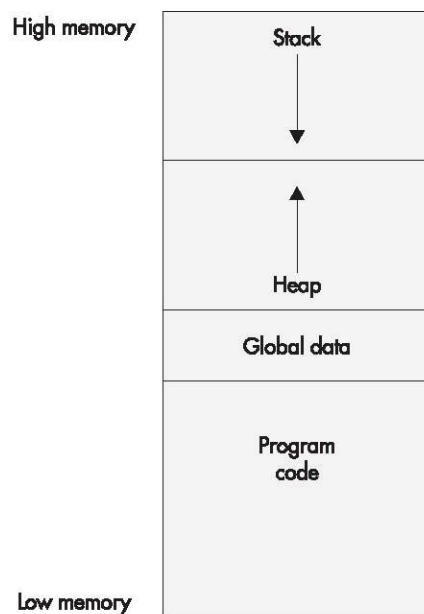 High memory
Stack
Heap
Global data
Program
code
Low memory